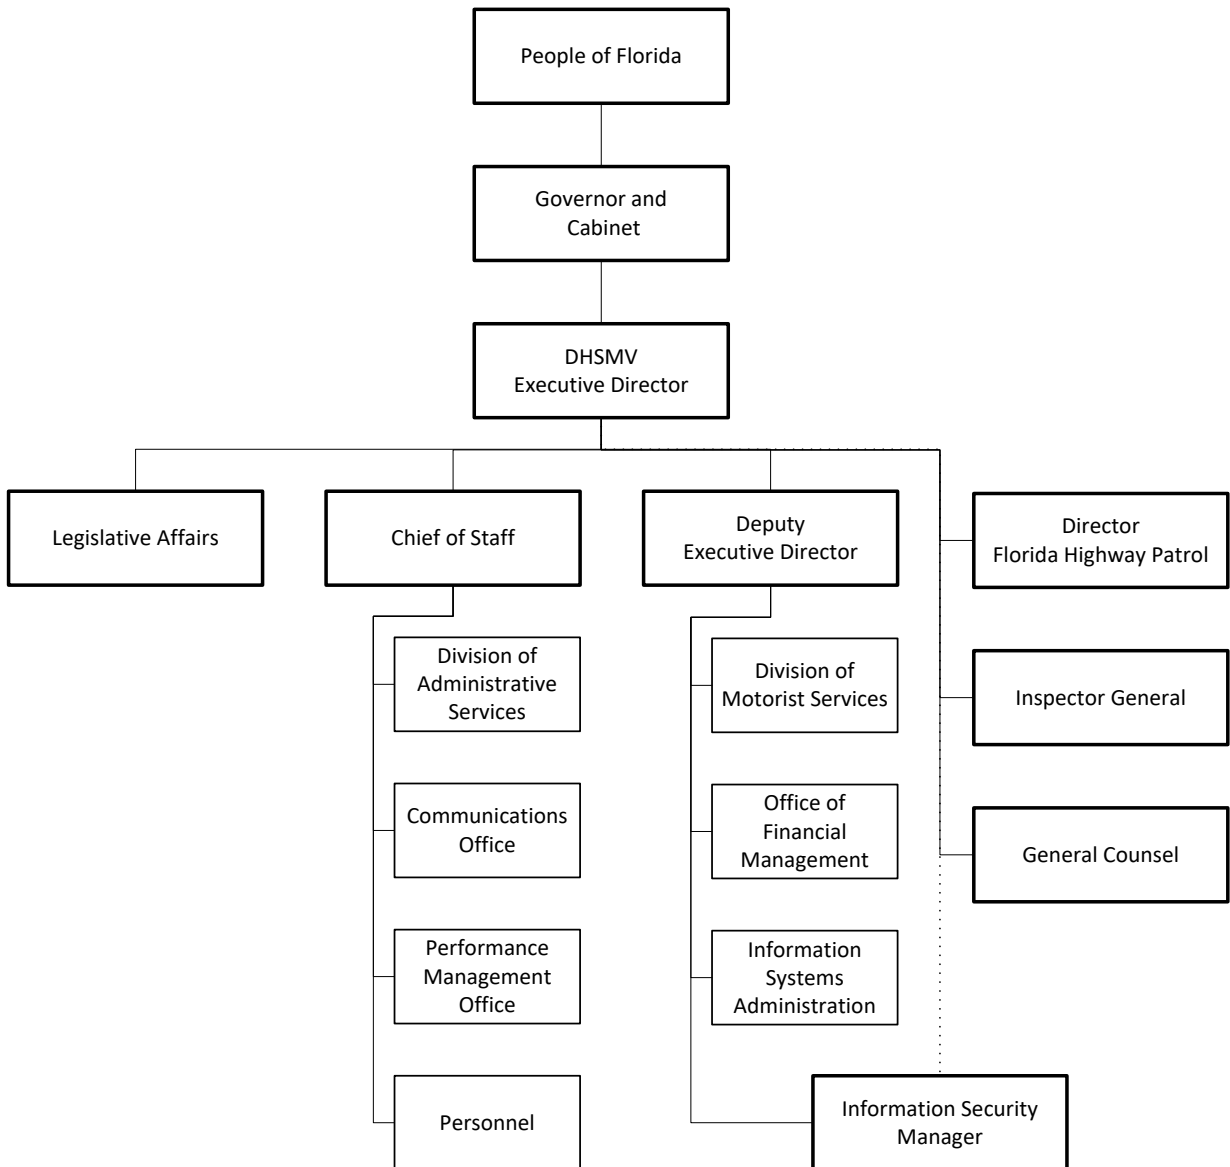 People of Florida
Governor and
Cabinet
DHSMV
Executive Director
Legislative Affairs
Chief of Staff
Deputy
Executive Director
Director
Florida Highway Patrol
Division of
Administrative
Services
Division of
Motorist Services
Inspector General
Communications
Office
Office of
Financial
Management
General Counsel
Performance
Management
Office
Information
Systems
Administration
Personnel
Information Security
Manager